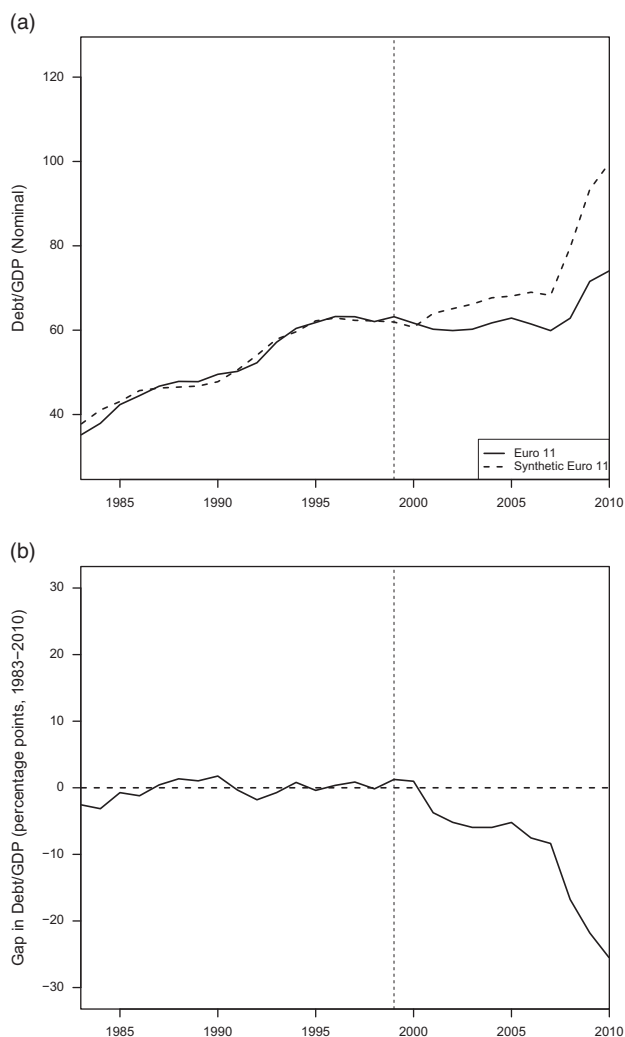 (a)
Debt/GDP (Nominal)
120
100
80
60
40
Euro 11
Synthetic Euro 11
1985 1990 1995 2000 2005 2010
(b)
Gap in Debt/GDP (percentage points, 1983−2010)
30
20
10
0
−10
−20
−30
1985 1990 1995 2000 2005 2010